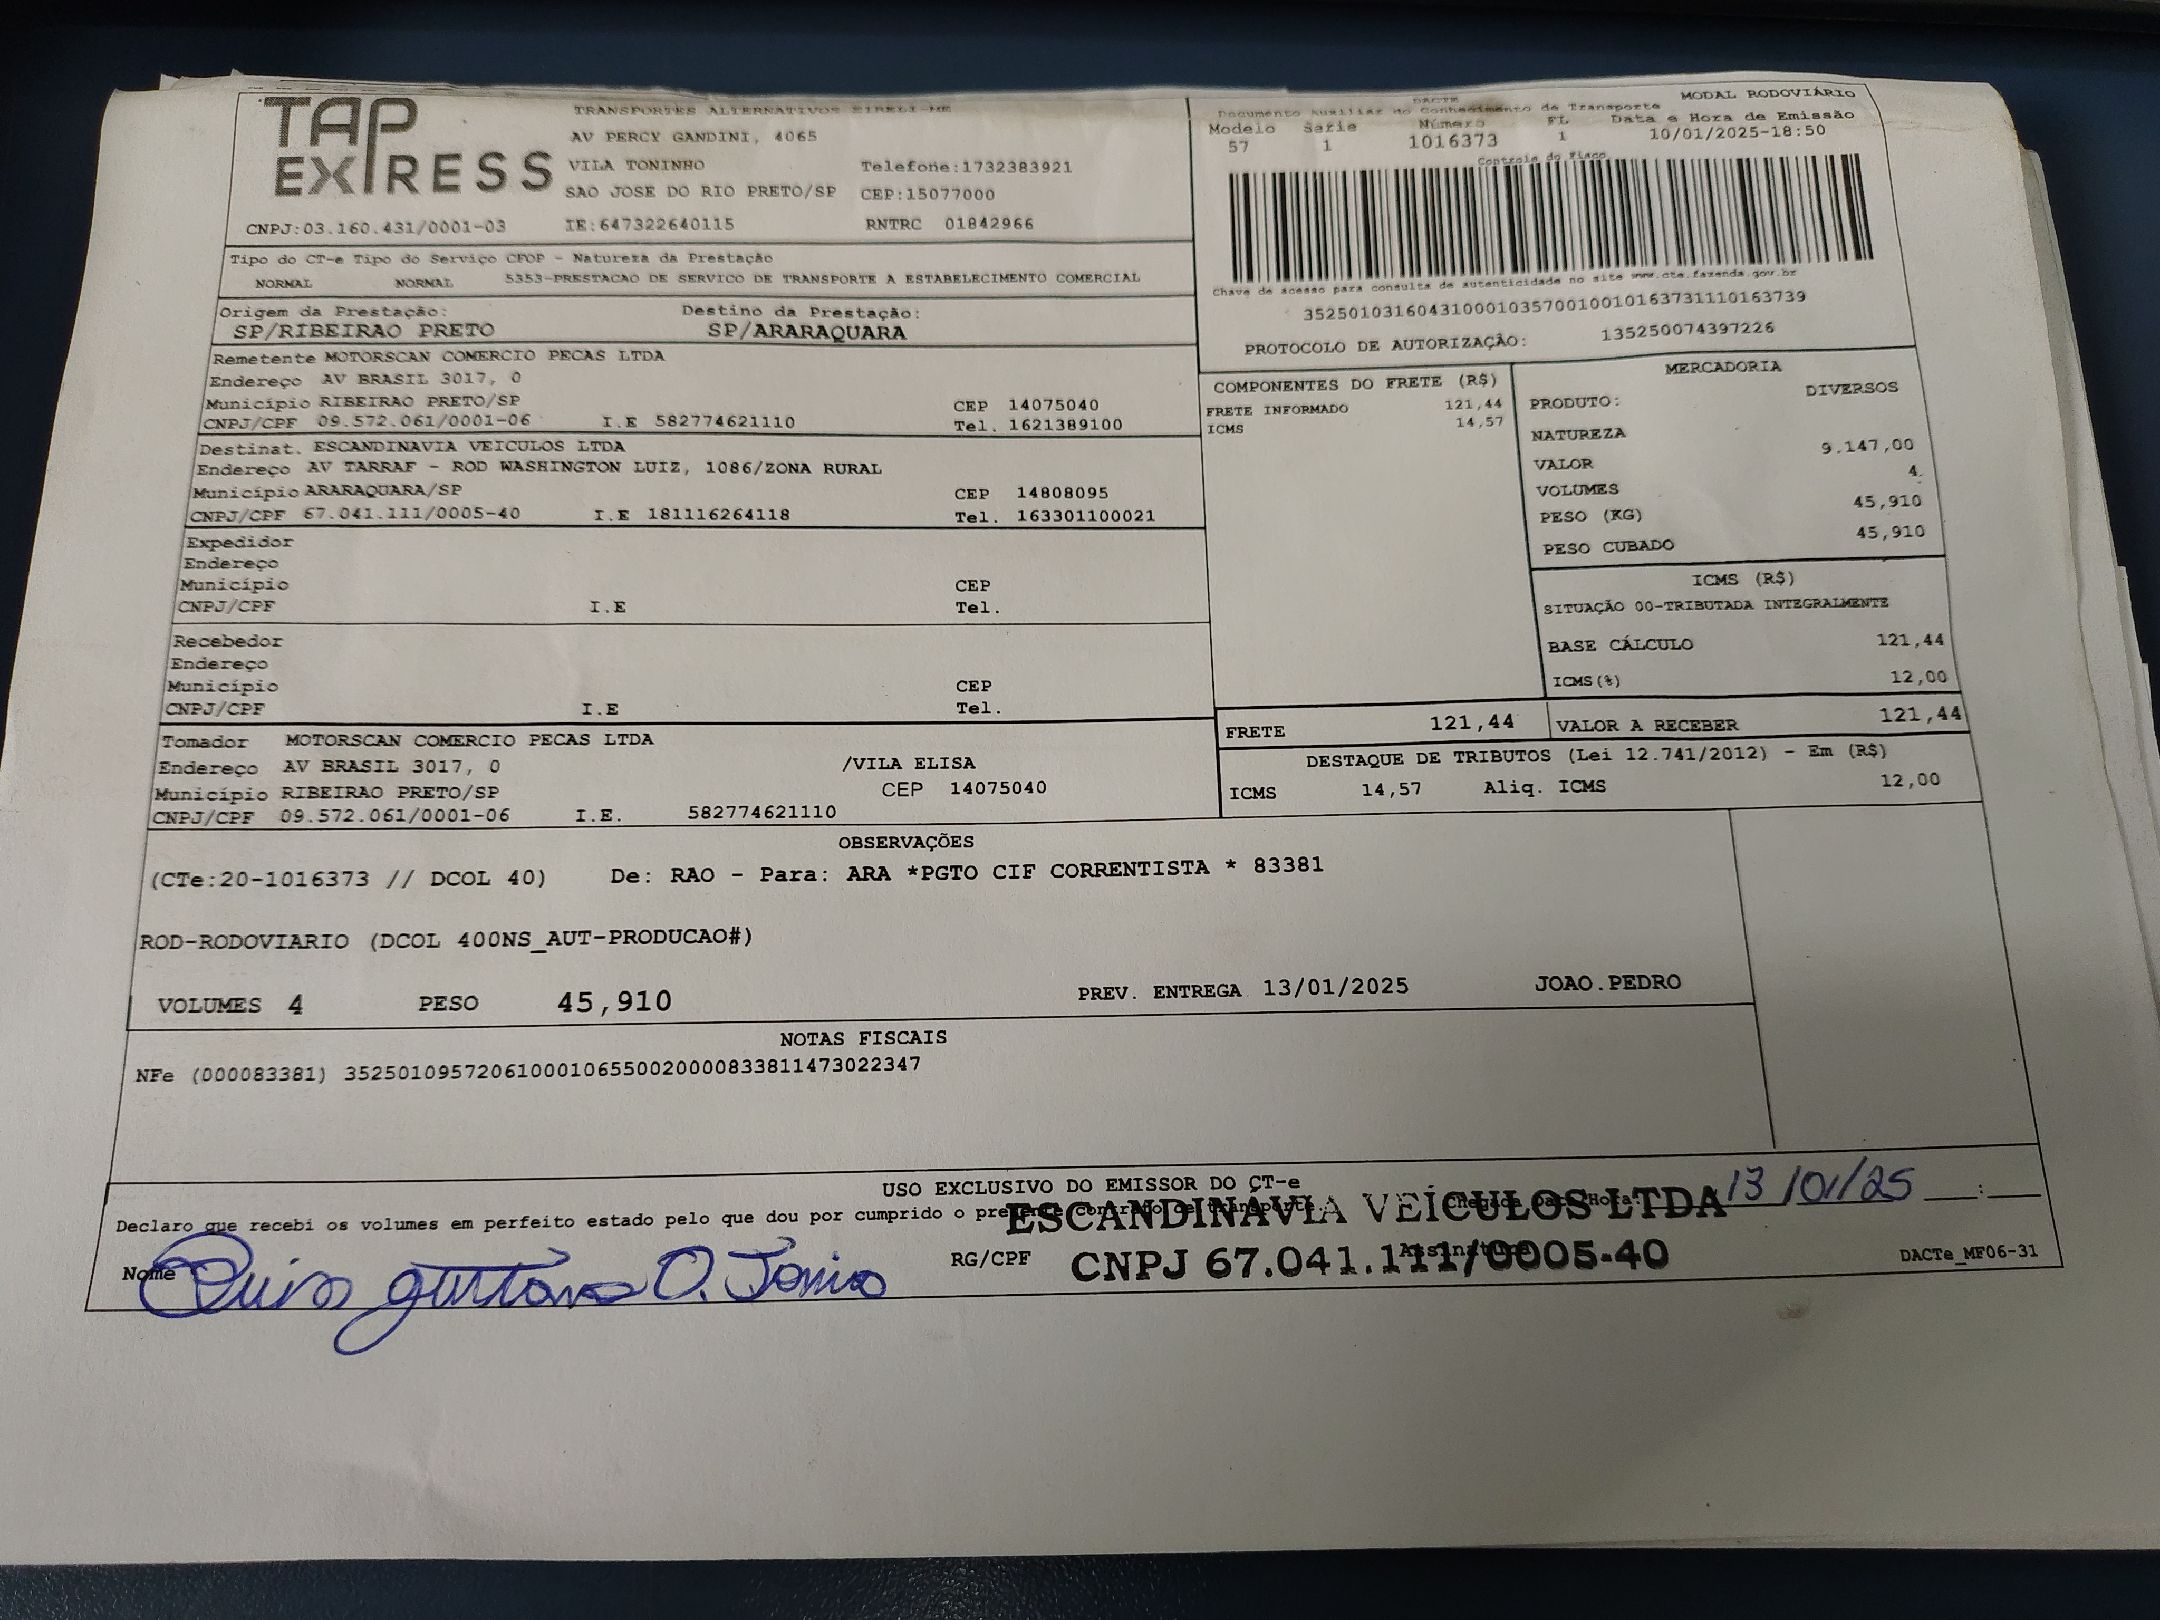 TAP
EXPRESS
TRANSPORTES ALTERNATIVOS EIRELI-ME
AV PERCY GANDINI, 4065
VILA TONINHO Telefone:1732383921
SAO JOSE DO RIO PRETO/SP CEP:15077000
CNPJ:03.160.431/0001-03 IE:647322640115 RNTRC 01842966
DACTE MODAL RODOVIÁRIO
Documento Auxiliar do Conhecimento de Transporte
Modelo Serie Número FL Data e Hora de Emissão
57 1 1016373 1 10/01/2025-18:50
Controle do Fisco
Chave de acesso para consulta de autenticidade no site www.cte.fazenda.gov.br
35250103160431000103570010010163731110163739
PROTOCOLO DE AUTORIZAÇÃO: 135250074397226
Tipo do CT-e Tipo do Serviço CFOP - Natureza da Prestação
NORMAL NORMAL 5353-PRESTACAO DE SERVICO DE TRANSPORTE A ESTABELECIMENTO COMERCIAL
Origem da Prestação: Destino da Prestação:
SP/RIBEIRAO PRETO SP/ARARAQUARA
Remetente MOTORSCAN COMERCIO PECAS LTDA
Endereço AV BRASIL 3017, 0
Município RIBEIRAO PRETO/SP CEP 14075040
CNPJ/CPF 09.572.061/0001-06 I.E 582774621110 Tel. 1621389100
Destinat. ESCANDINAVIA VEICULOS LTDA
Endereço AV TARRAF - ROD WASHINGTON LUIZ, 1086/ZONA RURAL
Município ARARAQUARA/SP CEP 14808095
CNPJ/CPF 67.041.111/0005-40 I.E 181116264118 Tel. 163301100021
Expedidor
Endereço
Município CEP
CNPJ/CPF I.E Tel.
Recebedor
Endereço
Município CEP
CNPJ/CPF I.E Tel.
Tomador MOTORSCAN COMERCIO PECAS LTDA
Endereço AV BRASIL 3017, 0 /VILA ELISA
Município RIBEIRAO PRETO/SP CEP 14075040
CNPJ/CPF 09.572.061/0001-06 I.E. 582774621110
COMPONENTES DO FRETE (R$)
FRETE INFORMADO 121,44
ICMS 14,57
MERCADORIA
PRODUTO: DIVERSOS
NATUREZA
VALOR 9.147,00
VOLUMES 4
PESO (KG) 45,910
PESO CUBADO 45,910
ICMS (R$)
SITUAÇÃO 00-TRIBUTADA INTEGRALMENTE
BASE CÁLCULO 121,44
ICMS(%) 12,00
FRETE 121,44 VALOR A RECEBER 121,44
DESTAQUE DE TRIBUTOS (Lei 12.741/2012) - Em (R$)
ICMS 14,57 Aliq. ICMS 12,00
OBSERVAÇÕES
(CTe:20-1016373 // DCOL 40) De: RAO - Para: ARA *PGTO CIF CORRENTISTA * 83381
ROD-RODOVIARIO (DCOL 400NS_AUT-PRODUCAO#)
VOLUMES 4 PESO 45,910 PREV. ENTREGA 13/01/2025 JOAO.PEDRO
NOTAS FISCAIS
NFe (000083381) 35250109572061000106550020000833811473022347
USO EXCLUSIVO DO EMISSOR DO CT-e
Declaro que recebi os volumes em perfeito estado pelo que dou por cumprido o presente contrato de transporte. Chegada Data/Hora: 13/01/25 __:__
ESCANDINAVIA VEÍCULOS LTDA
Nome RG/CPF Assinatura DACTe_MF06-31
CNPJ 67.041.111/0005-40